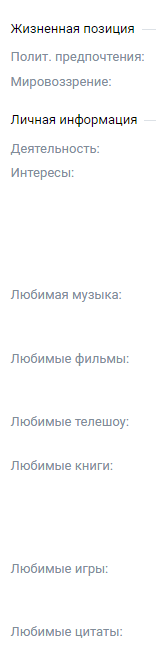 Жизненная позиция
Полит. предпочтения:
Мировоззрение:
Личная информация
Деятельность:
Интересы:
Любимая музыка:
Любимые фильмы:
Любимые телешоу:
Любимые книги:
Любимые игры:
Любимые цитаты: